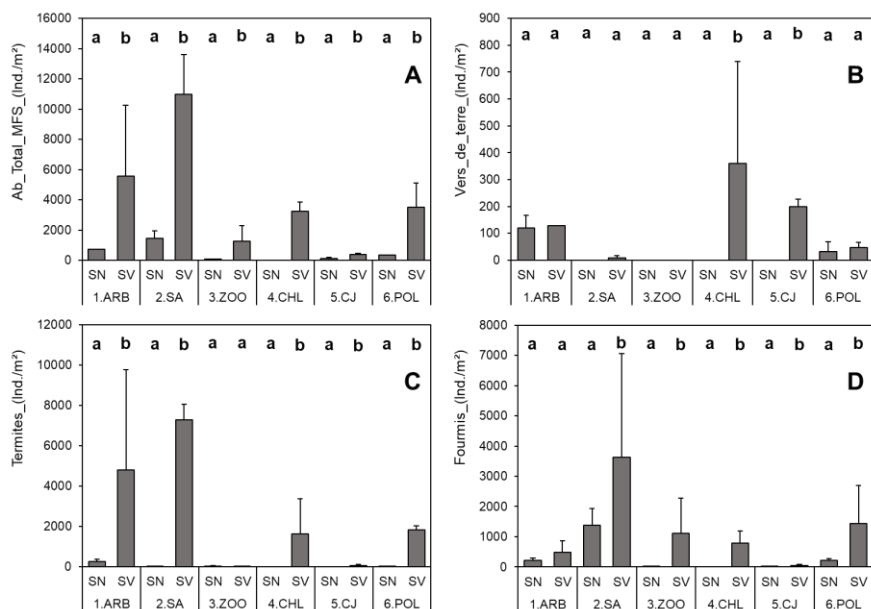 16000
14000
12000
10000
8000
6000
4000
2000
0
Ab_Total_MFS_(Ind./m²)
a b a b a b a b a b a b
A
SN SV SN SV SN SV SN SV SN SV SN SV
1.ARB 2.SA 3.ZOO 4.CHL 5.CJ 6.POL
900
800
700
600
500
400
300
200
100
0
Vers_de_terre_(Ind./m²)
a a a a a a a b a b a a
B
SN SV SN SV SN SV SN SV SN SV SN SV
1.ARB 2.SA 3.ZOO 4.CHL 5.CJ 6.POL
12000
10000
8000
6000
4000
2000
0
Termites_(Ind./m²)
a b a b a a a b a b a b
C
SN SV SN SV SN SV SN SV SN SV SN SV
1.ARB 2.SA 3.ZOO 4.CHL 5.CJ 6.POL
8000
7000
6000
5000
4000
3000
2000
1000
0
Fourmis_(Ind./m²)
a a a b a b a b a b a b
D
SN SV SN SV SN SV SN SV SN SV SN SV
1.ARB 2.SA 3.ZOO 4.CHL 5.CJ 6.POL